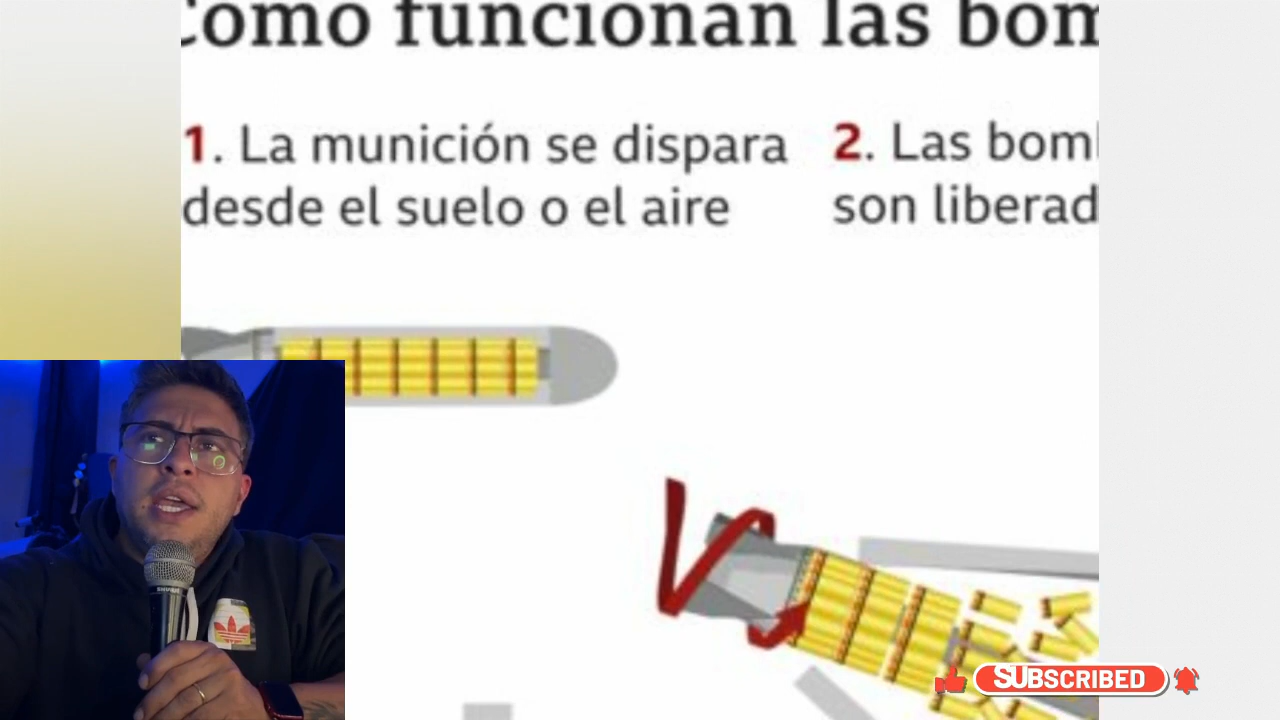 Cómo funcionan las bom
1. La munición se dispara
desde el suelo o el aire
2. Las bom
son liberad
SUBSCRIBED